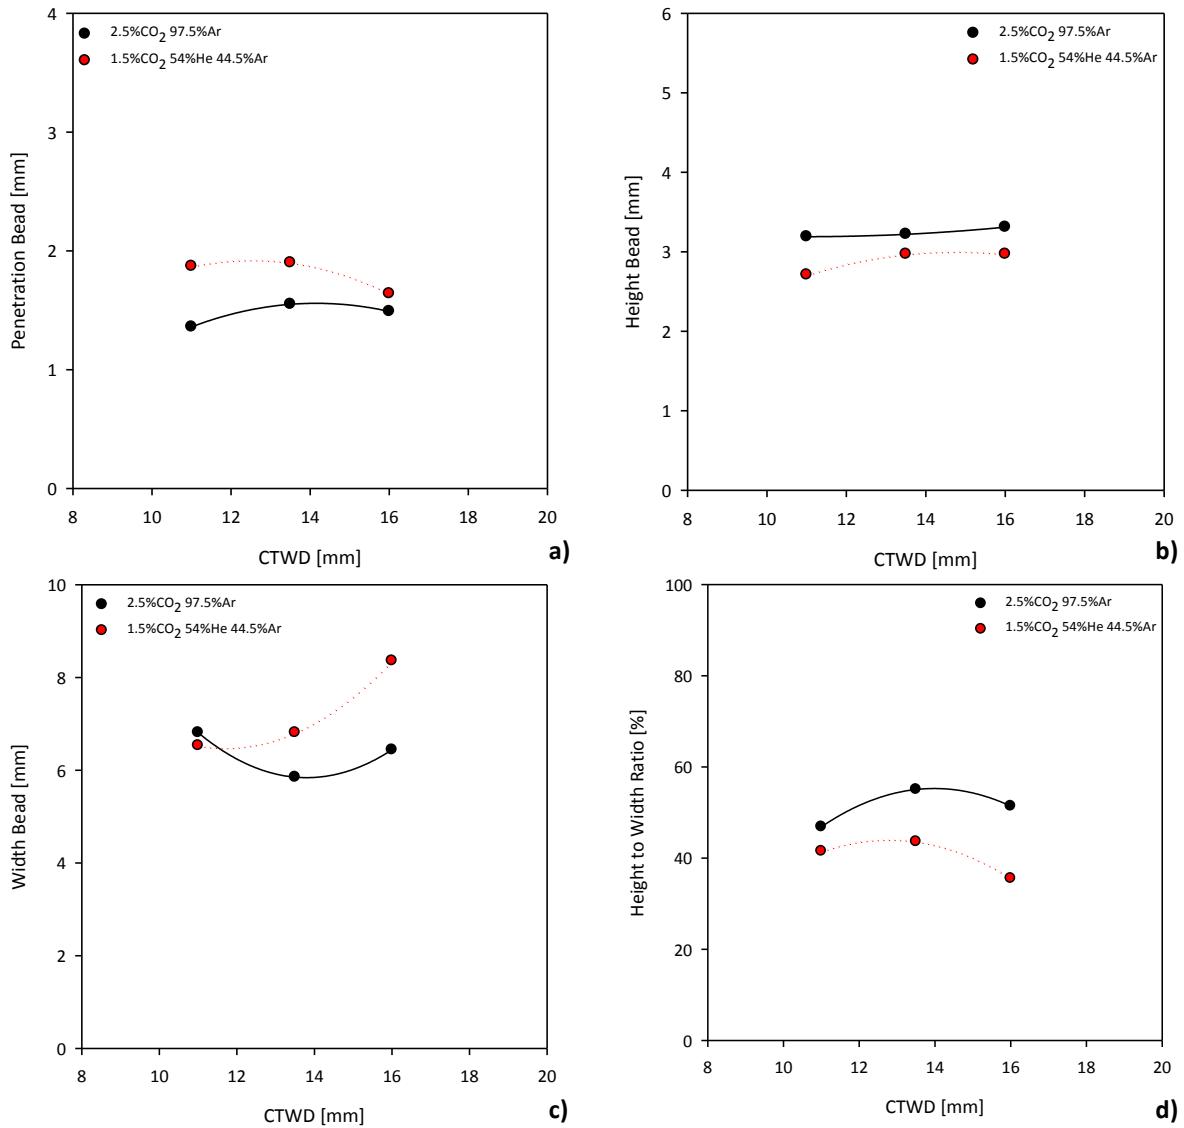 2.5%CO2 97.5%Ar
1.5%CO2 54%He 44.5%Ar
Penetration Bead [mm]
4
3
2
1
0
8 10 12 14 16 18 20
CTWD [mm]
a)
2.5%CO2 97.5%Ar
1.5%CO2 54%He 44.5%Ar
Height Bead [mm]
6
5
4
3
2
1
0
8 10 12 14 16 18 20
CTWD [mm]
b)
2.5%CO2 97.5%Ar
1.5%CO2 54%He 44.5%Ar
Width Bead [mm]
10
8
6
4
2
0
8 10 12 14 16 18 20
CTWD [mm]
c)
2.5%CO2 97.5%Ar
1.5%CO2 54%He 44.5%Ar
Height to Width Ratio [%]
100
80
60
40
20
0
8 10 12 14 16 18 20
CTWD [mm]
d)